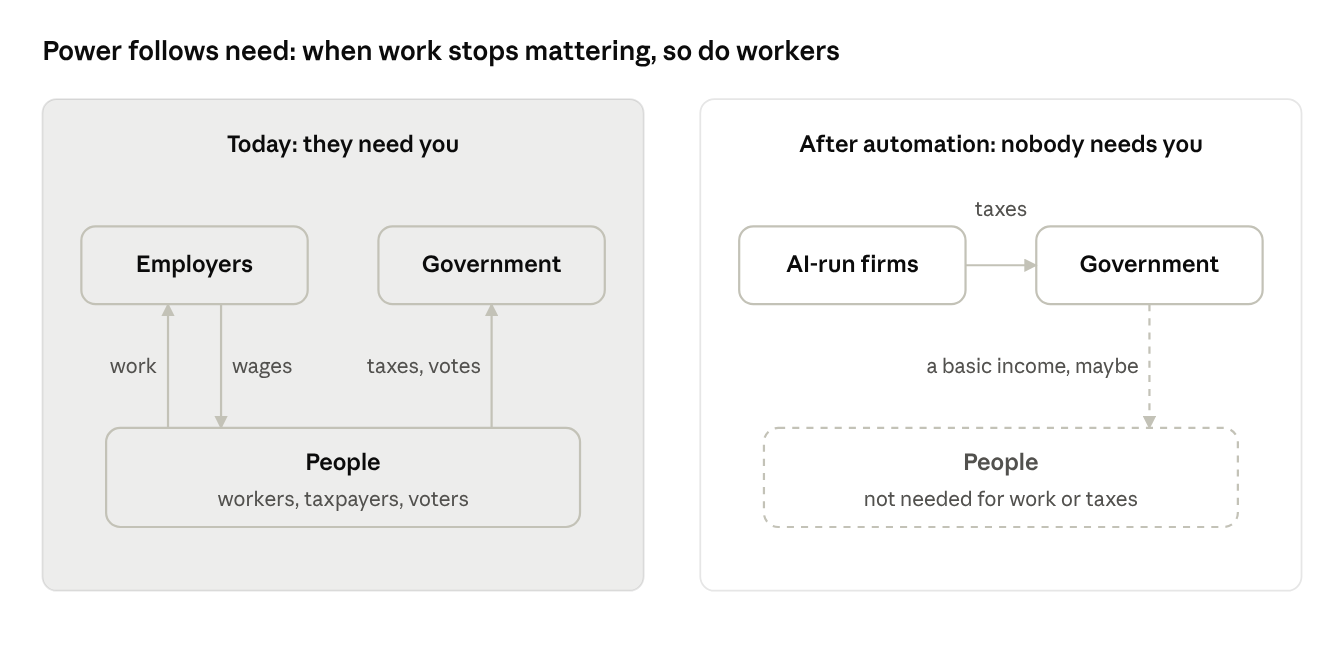 Power follows need: when work stops mattering, so do workers
Today: they need you
Employers
Government
work
wages
taxes, votes
People
workers, taxpayers, voters
After automation: nobody needs you
taxes
AI-run firms
Government
a basic income, maybe
People
not needed for work or taxes